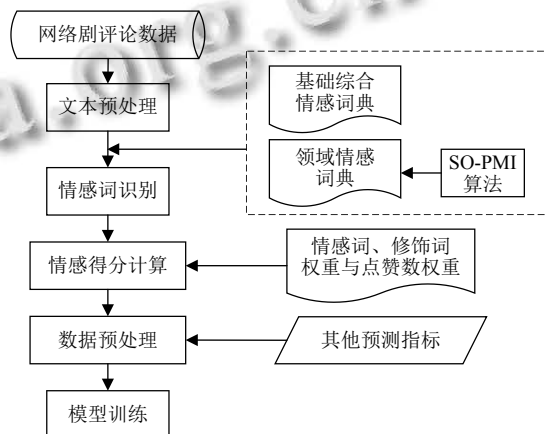 网络剧评论数据
文本预处理
情感词识别
情感得分计算
数据预处理
模型训练
基础综合
情感词典
领域情感
词典
SO-PMI
算法
情感词、修饰词
权重与点赞数权重
其他预测指标
a.org.